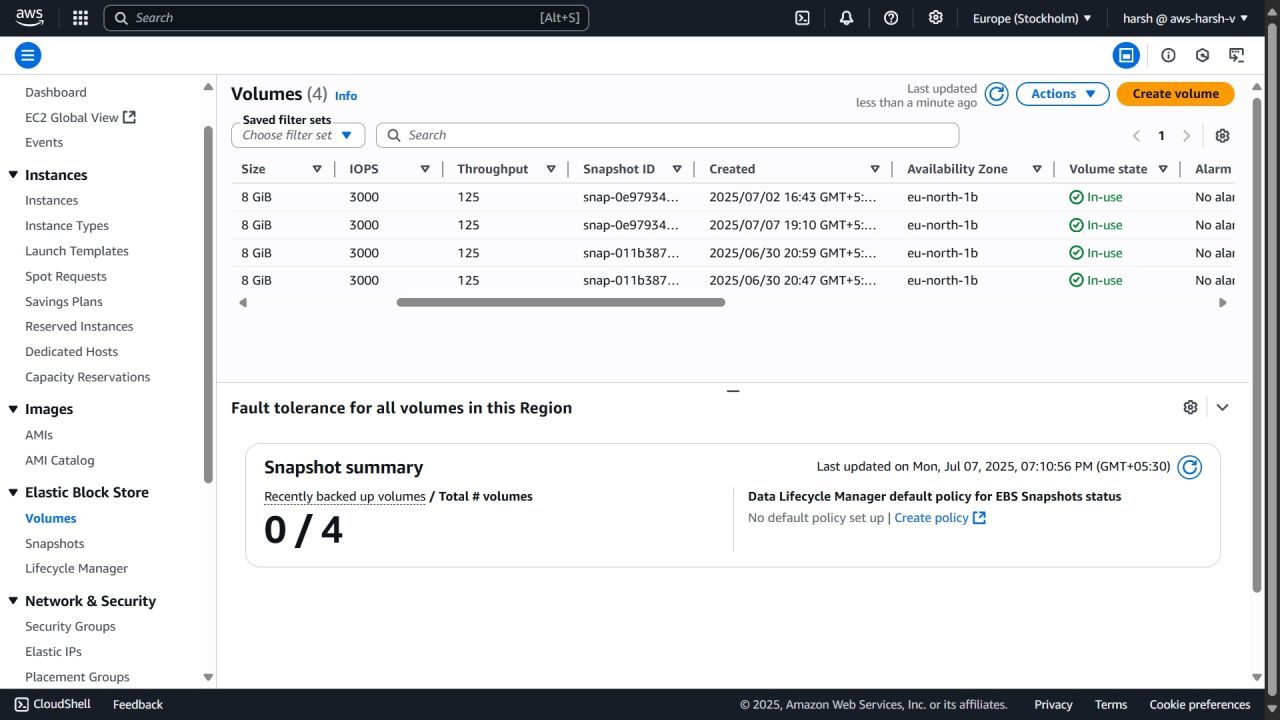 aws
Search [Alt+S]
Europe (Stockholm)
harsh @ aws-harsh-v
Dashboard
EC2 Global View
Events
Instances
Instances
Instance Types
Launch Templates
Spot Requests
Savings Plans
Reserved Instances
Dedicated Hosts
Capacity Reservations
Images
AMIs
AMI Catalog
Elastic Block Store
Volumes
Snapshots
Lifecycle Manager
Network & Security
Security Groups
Elastic IPs
Placement Groups
Volumes (4) Info
Last updated
less than a minute ago
Actions
Create volume
Saved filter sets
Choose filter set
Search
1
Size IOPS Throughput Snapshot ID Created Availability Zone Volume state Alarm
8 GiB 3000 125 snap-0e97934... 2025/07/02 16:43 GMT+5:... eu-north-1b In-use No alar
8 GiB 3000 125 snap-0e97934... 2025/07/07 19:10 GMT+5:... eu-north-1b In-use No alar
8 GiB 3000 125 snap-011b387... 2025/06/30 20:59 GMT+5:... eu-north-1b In-use No alar
8 GiB 3000 125 snap-011b387... 2025/06/30 20:47 GMT+5:... eu-north-1b In-use No alar
Fault tolerance for all volumes in this Region
Snapshot summary
Last updated on Mon, Jul 07, 2025, 07:10:56 PM (GMT+05:30)
Recently backed up volumes / Total # volumes
0 / 4
Data Lifecycle Manager default policy for EBS Snapshots status
No default policy set up | Create policy
CloudShell Feedback
© 2025, Amazon Web Services, Inc. or its affiliates. Privacy Terms Cookie preferences